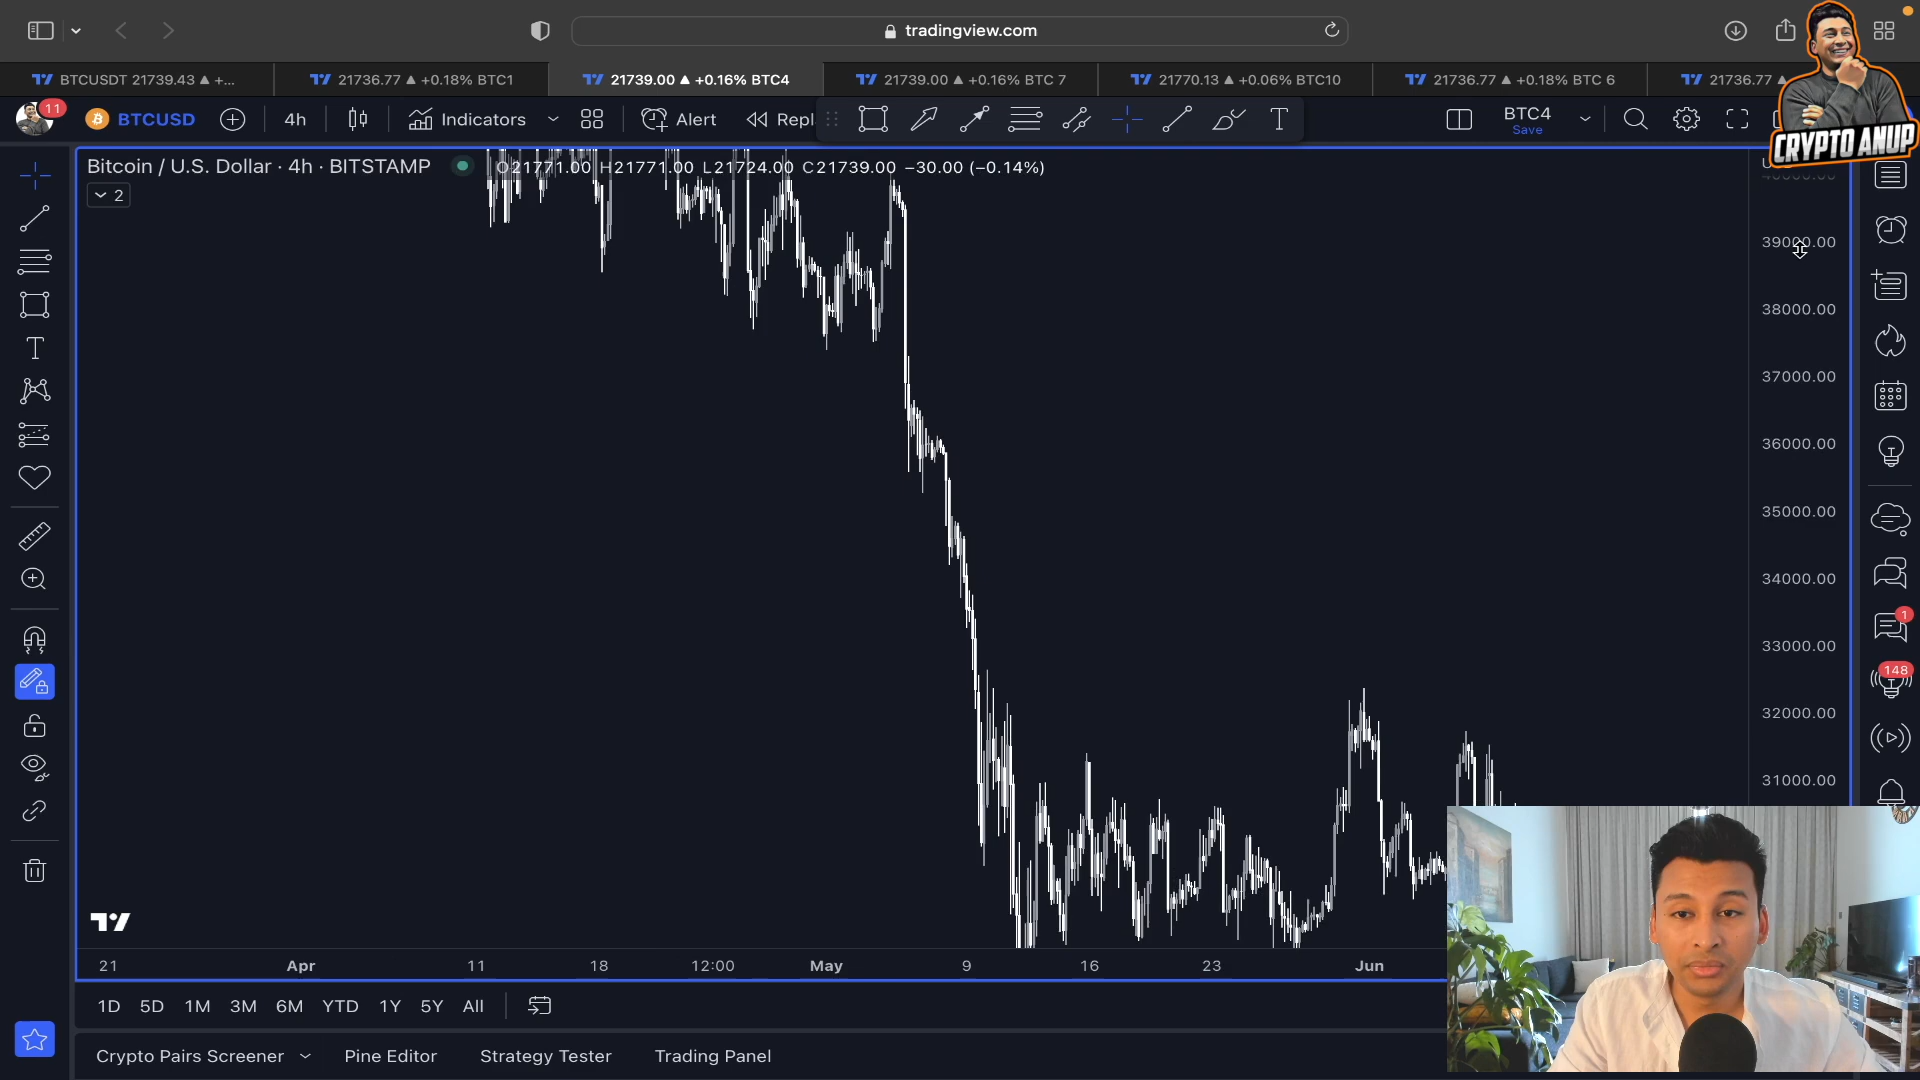 tradingview.com
BTCUSDT 21739.43 ▲ +...
21736.77 ▲ +0.18% BTC1
21739.00 ▲ +0.16% BTC4
21739.00 ▲ +0.16% BTC 7
21770.13 ▲ +0.06% BTC10
21736.77 ▲ +0.18% BTC 6
21736.77 ▲
CRYPTO ANUP
11
BTCUSD
4h
Indicators
Alert
Repl
BTC4
Save
Bitcoin / U.S. Dollar · 4h · BITSTAMP
O21771.00 H21771.00 L21724.00 C21739.00 −30.00 (−0.14%)
2
39000.00
38000.00
37000.00
36000.00
35000.00
34000.00
33000.00
32000.00
31000.00
1
148
21
Apr
11
18
12:00
May
9
16
23
Jun
1D 5D 1M 3M 6M YTD 1Y 5Y All
Crypto Pairs Screener
Pine Editor
Strategy Tester
Trading Panel